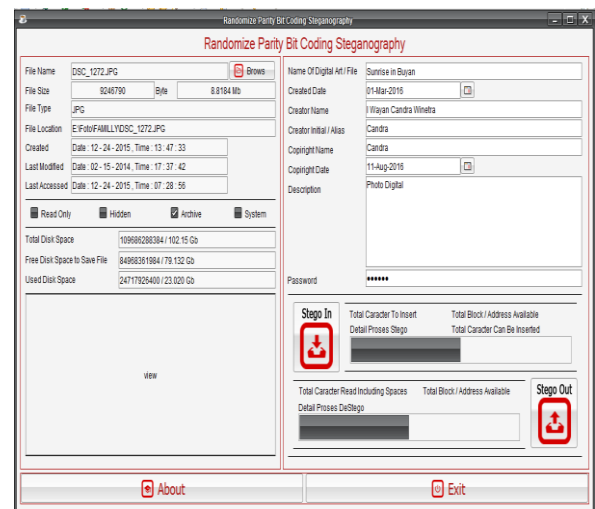 Randomize Parity Bit Coding Steganography
Randomize Parity Bit Coding Steganography
File Name DSC_1272.JPG Brows
File Size 9246790 Byte 8.8184 Mb
File Type JPG
File Location E:\Foto\FAMILLY\DSC_1272.JPG
Created Date : 12 - 24 - 2015 , Time : 13 : 47 : 33
Last Modified Date : 02 - 15 - 2014 , Time : 17 : 37 : 42
Last Accessed Date : 12 - 24 - 2015 , Time : 07 : 28 : 56
Read Only Hidden Archive System
Total Disk Space 109686288384 / 102.15 Gb
Free Disk Space to Save File 84968361984 / 79.132 Gb
Used Disk Space 24717926400 / 23.020 Gb
view
Name Of Digital Art / File Sunrise in Buyan
Created Date 01-Mar-2016
Creator Name I Wayan Candra Winetra
Creator Initial / Alias Candra
Copiright Name Candra
Copiright Date 11-Aug-2016
Description Photo Digital
Password ••••••
Stego In
Total Caracter To Insert Total Block / Address Available
Detail Proses Stego Total Caracter Can Be Inserted
Total Caracter Read Including Spaces Total Block / Address Available
Detail Proses DeStego
Stego Out
About
Exit